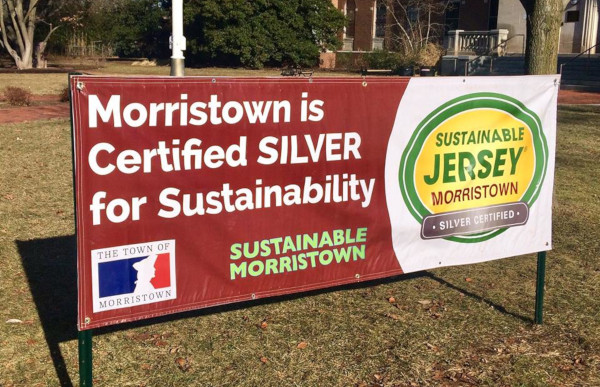 Morristown is
Certified SILVER
for Sustainability
THE TOWN OF
MORRISTOWN
SUSTAINABLE
MORRISTOWN
SUSTAINABLE
JERSEY
MORRISTOWN
• SILVER CERTIFIED •